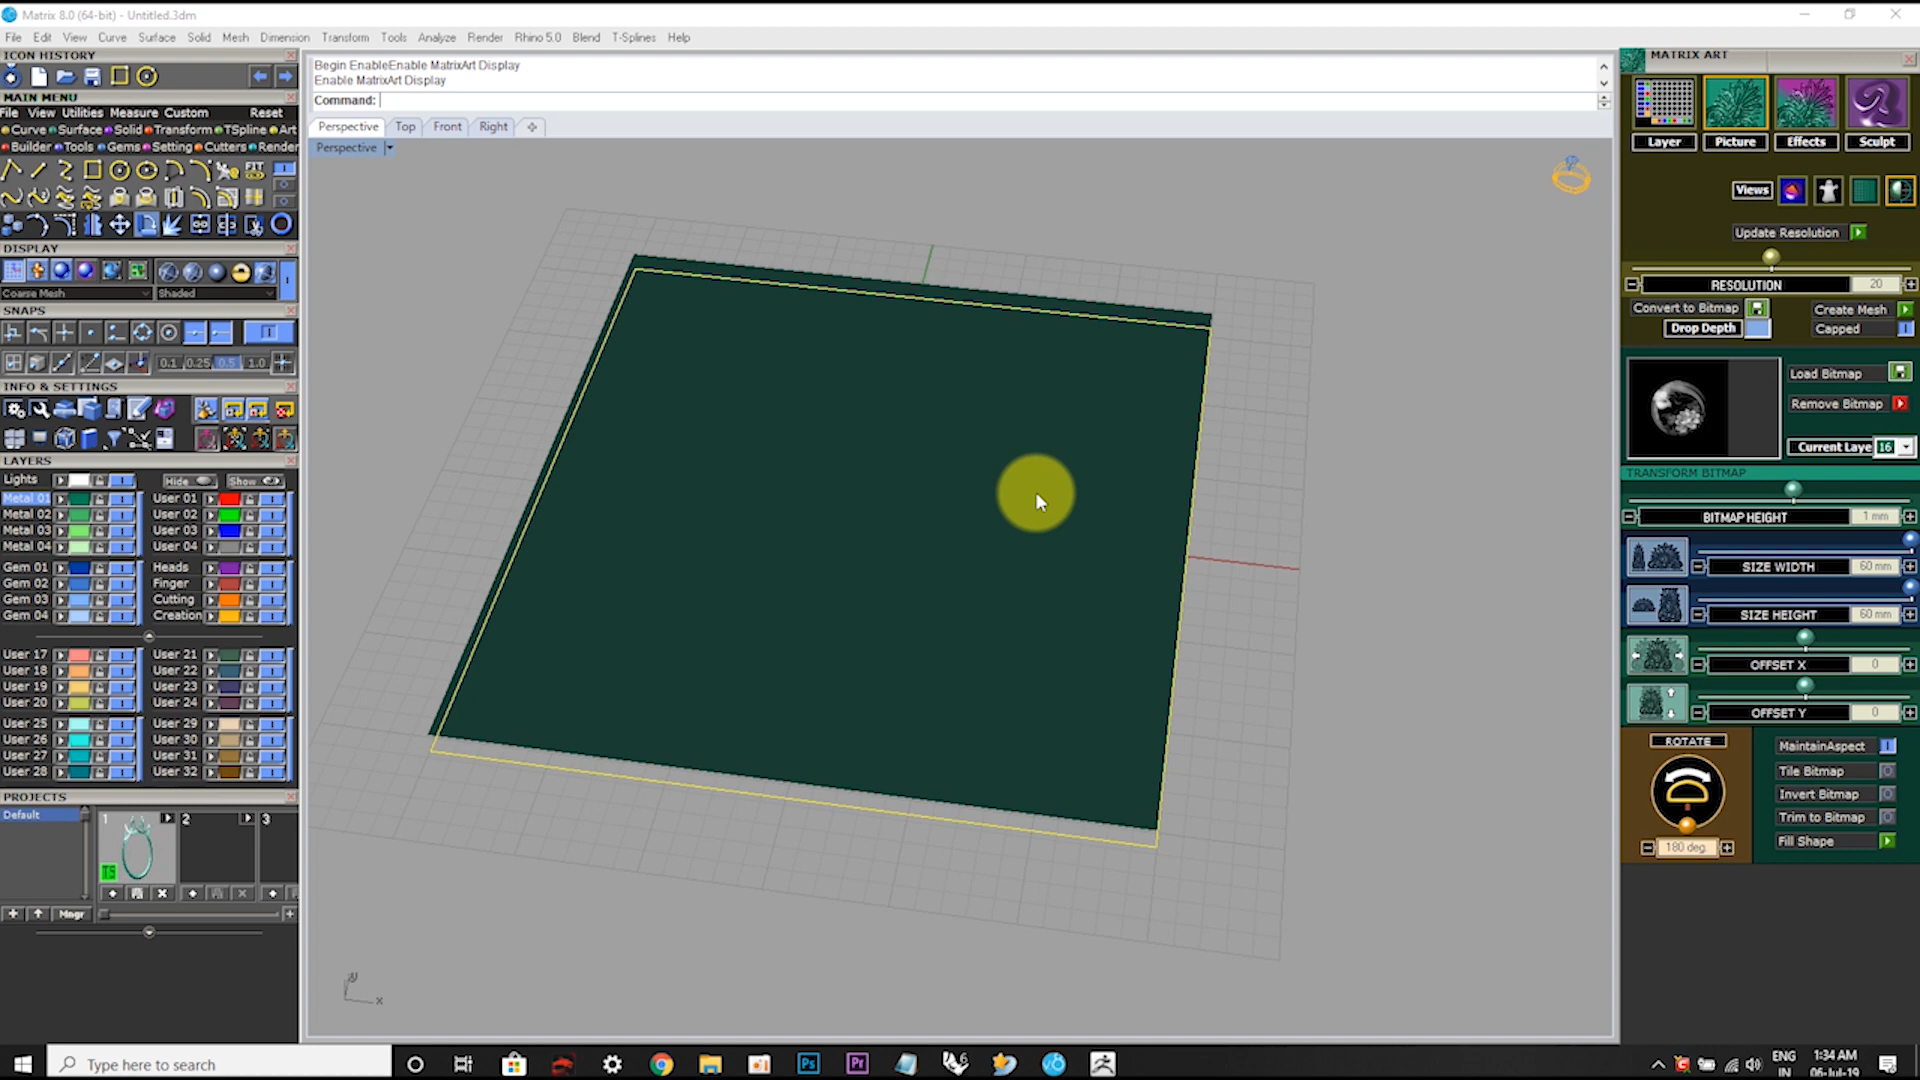 Matrix 8.0 (64-bit) - Untitled.3dm
File Edit View Curve Surface Solid Mesh Dimension Transform Tools Analyze Render Rhino 5.0 Blend T-Splines Help
ICON HISTORY
MAIN MENU
File View Utilities Measure Custom Reset
Curve Surface Solid Transform TSpline Art
Builder Tools Gems Setting Cutters Render
FIT
DISPLAY
Coarse Mesh Shaded
SNAPS
0.1 0.25 0.5 1.0
INFO & SETTINGS
LAYERS
Lights Hide Show
Metal 01 User 01
Metal 02 User 02
Metal 03 User 03
Metal 04 User 04
Gem 01 Heads
Gem 02 Finger
Gem 03 Cutting
Gem 04 Creation
User 17 User 21
User 18 User 22
User 19 User 23
User 20 User 24
User 25 User 29
User 26 User 30
User 27 User 31
User 28 User 32
PROJECTS
Default 1 2 3
TS
Mngr
Begin EnableEnable MatrixArt Display
Enable MatrixArt Display
Command:
Perspective Top Front Right
Perspective
y
x
MATRIX ART
Layer Picture Effects Sculpt
Views
Update Resolution
RESOLUTION 20
Convert to Bitmap Create Mesh
Drop Depth Capped
Load Bitmap
Remove Bitmap
Current Laye 16
TRANSFORM BITMAP
BITMAP HEIGHT 1 mm
SIZE WIDTH 60 mm
SIZE HEIGHT 60 mm
OFFSET X 0
OFFSET Y 0
ROTATE
180 deg.
MaintainAspect
Tile Bitmap
Invert Bitmap
Trim to Bitmap
Fill Shape
Type here to search
Ps
Pr
6
ENG
IN
1:34 AM
06-Jul-19